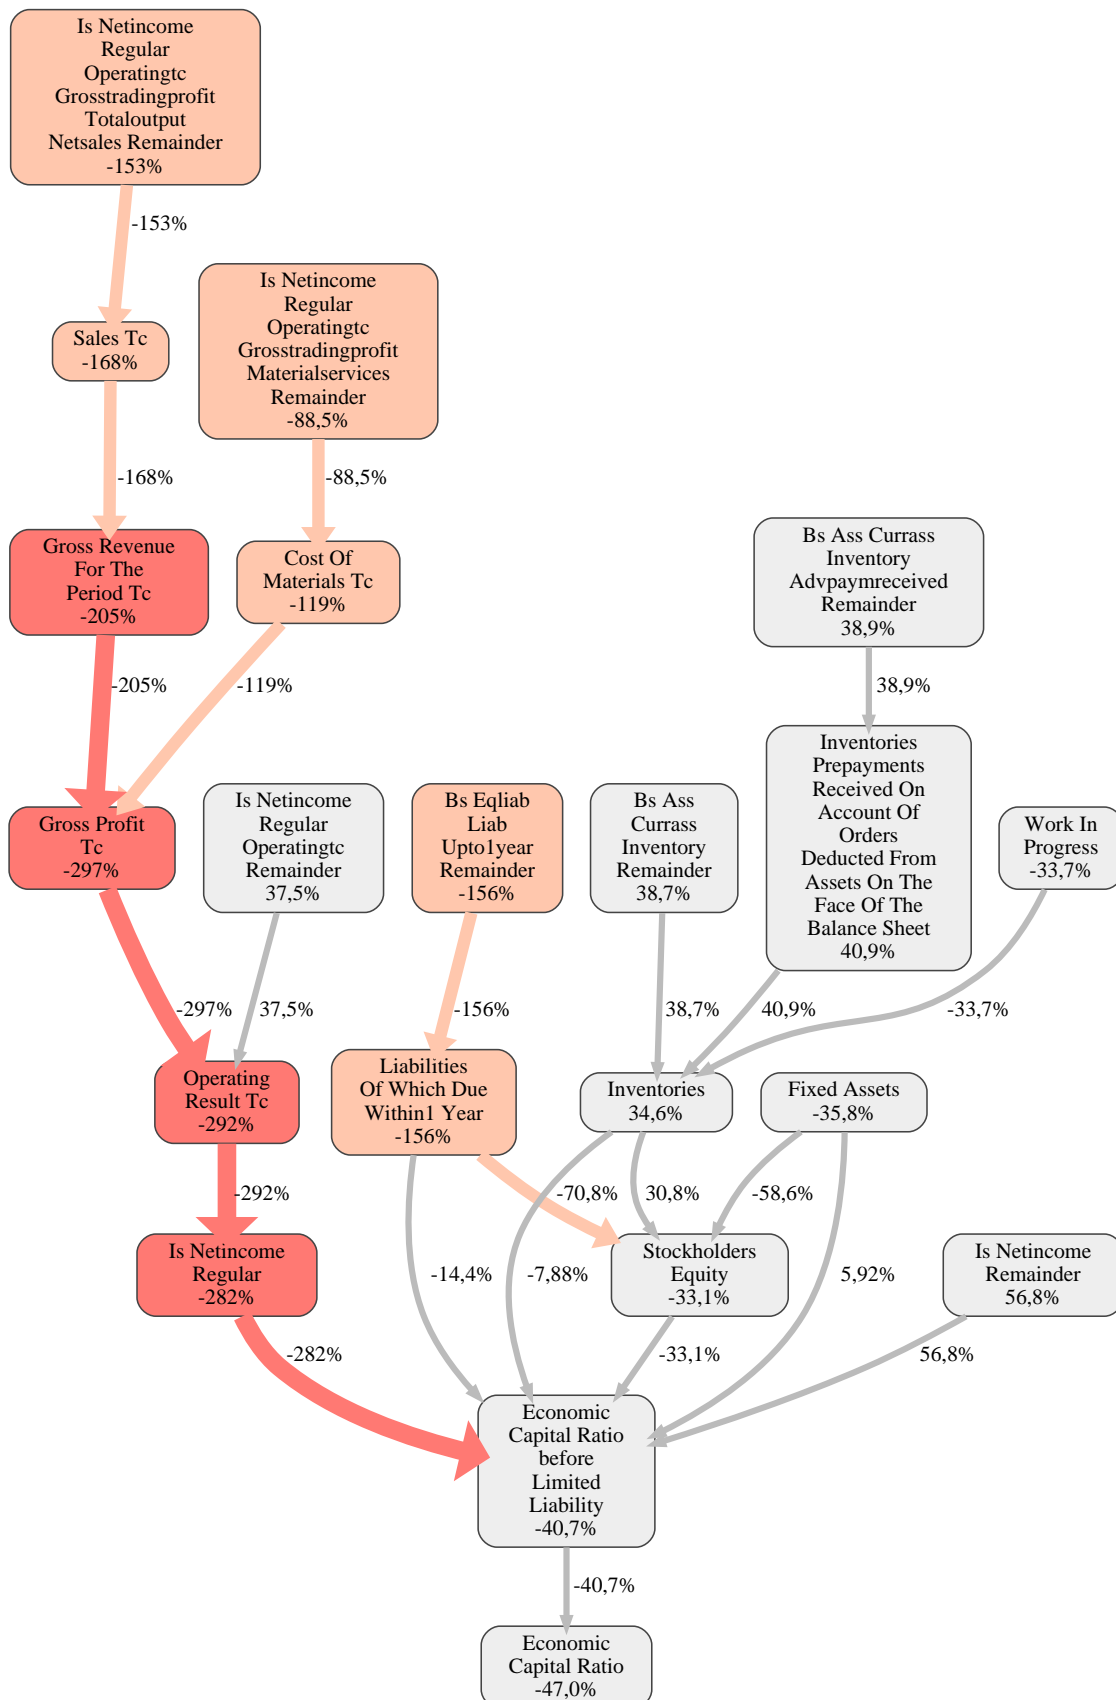 Is Netincome
Regular
Operatingtc
Grosstradingprofit
Totaloutput
Netsales Remainder
-153%
-153%
Is Netincome
Regular
Operatingtc
Grosstradingprofit
Materialservices
Remainder
-88,5%
Sales Tc
-168%
-168%
-88,5%
Gross Revenue
For The
Period Tc
-205%
Cost Of
Materials Tc
-119%
Bs Ass Currass
Inventory
Advpaymreceived
Remainder
38,9%
-205%
-119%
38,9%
Gross Profit
Tc
-297%
Is Netincome
Regular
Operatingtc
Remainder
37,5%
Bs Eqliab
Liab
Upto1year
Remainder
-156%
Bs Ass
Currass
Inventory
Remainder
38,7%
Inventories
Prepayments
Received On
Account Of
Orders
Deducted From
Assets On The
Face Of The
Balance Sheet
40,9%
Work In
Progress
-33,7%
-297%
37,5%
-156%
38,7%
40,9%
-33,7%
Operating
Result Tc
-292%
Liabilities
Of Which Due
Within1 Year
-156%
Inventories
34,6%
Fixed Assets
-35,8%
-292%
-70,8%
30,8%
-58,6%
Is Netincome
Regular
-282%
-14,4%
-7,88%
Stockholders
Equity
-33,1%
5,92%
Is Netincome
Remainder
56,8%
-282%
-33,1%
56,8%
Economic
Capital Ratio
before
Limited
Liability
-40,7%
-40,7%
Economic
Capital Ratio
-47,0%